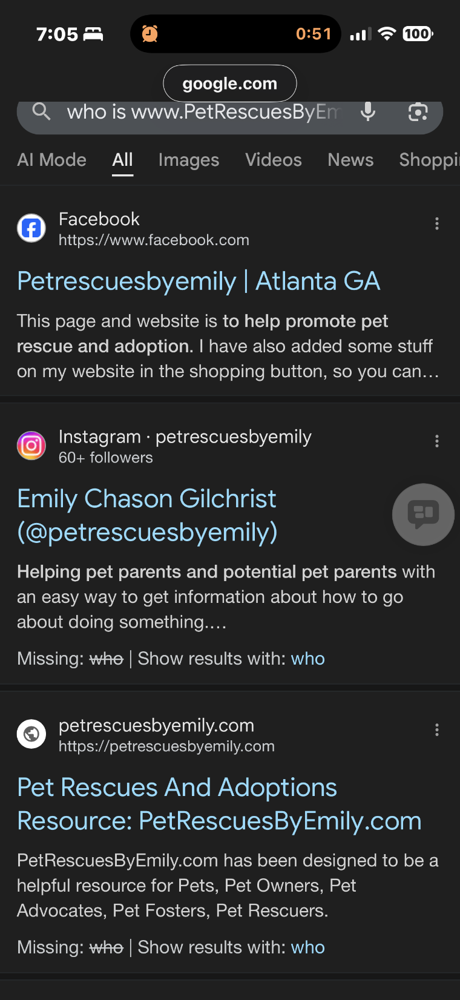 7:05
0:51
100
google.com
who is www.PetRescuesByEm
AI Mode All Images Videos News Shoppi
Facebook
https://www.facebook.com
Petrescuesbyemily | Atlanta GA
This page and website is to help promote pet
rescue and adoption. I have also added some stuff
on my website in the shopping button, so you can...
Instagram · petrescuesbyemily
60+ followers
Emily Chason Gilchrist
(@petrescuesbyemily)
Helping pet parents and potential pet parents with
an easy way to get information about how to go
about doing something....
Missing: who | Show results with: who
petrescuesbyemily.com
https://petrescuesbyemily.com
Pet Rescues And Adoptions
Resource: PetRescuesByEmily.com
PetRescuesByEmily.com has been designed to be a
helpful resource for Pets, Pet Owners, Pet
Advocates, Pet Fosters, Pet Rescuers.
Missing: who | Show results with: who